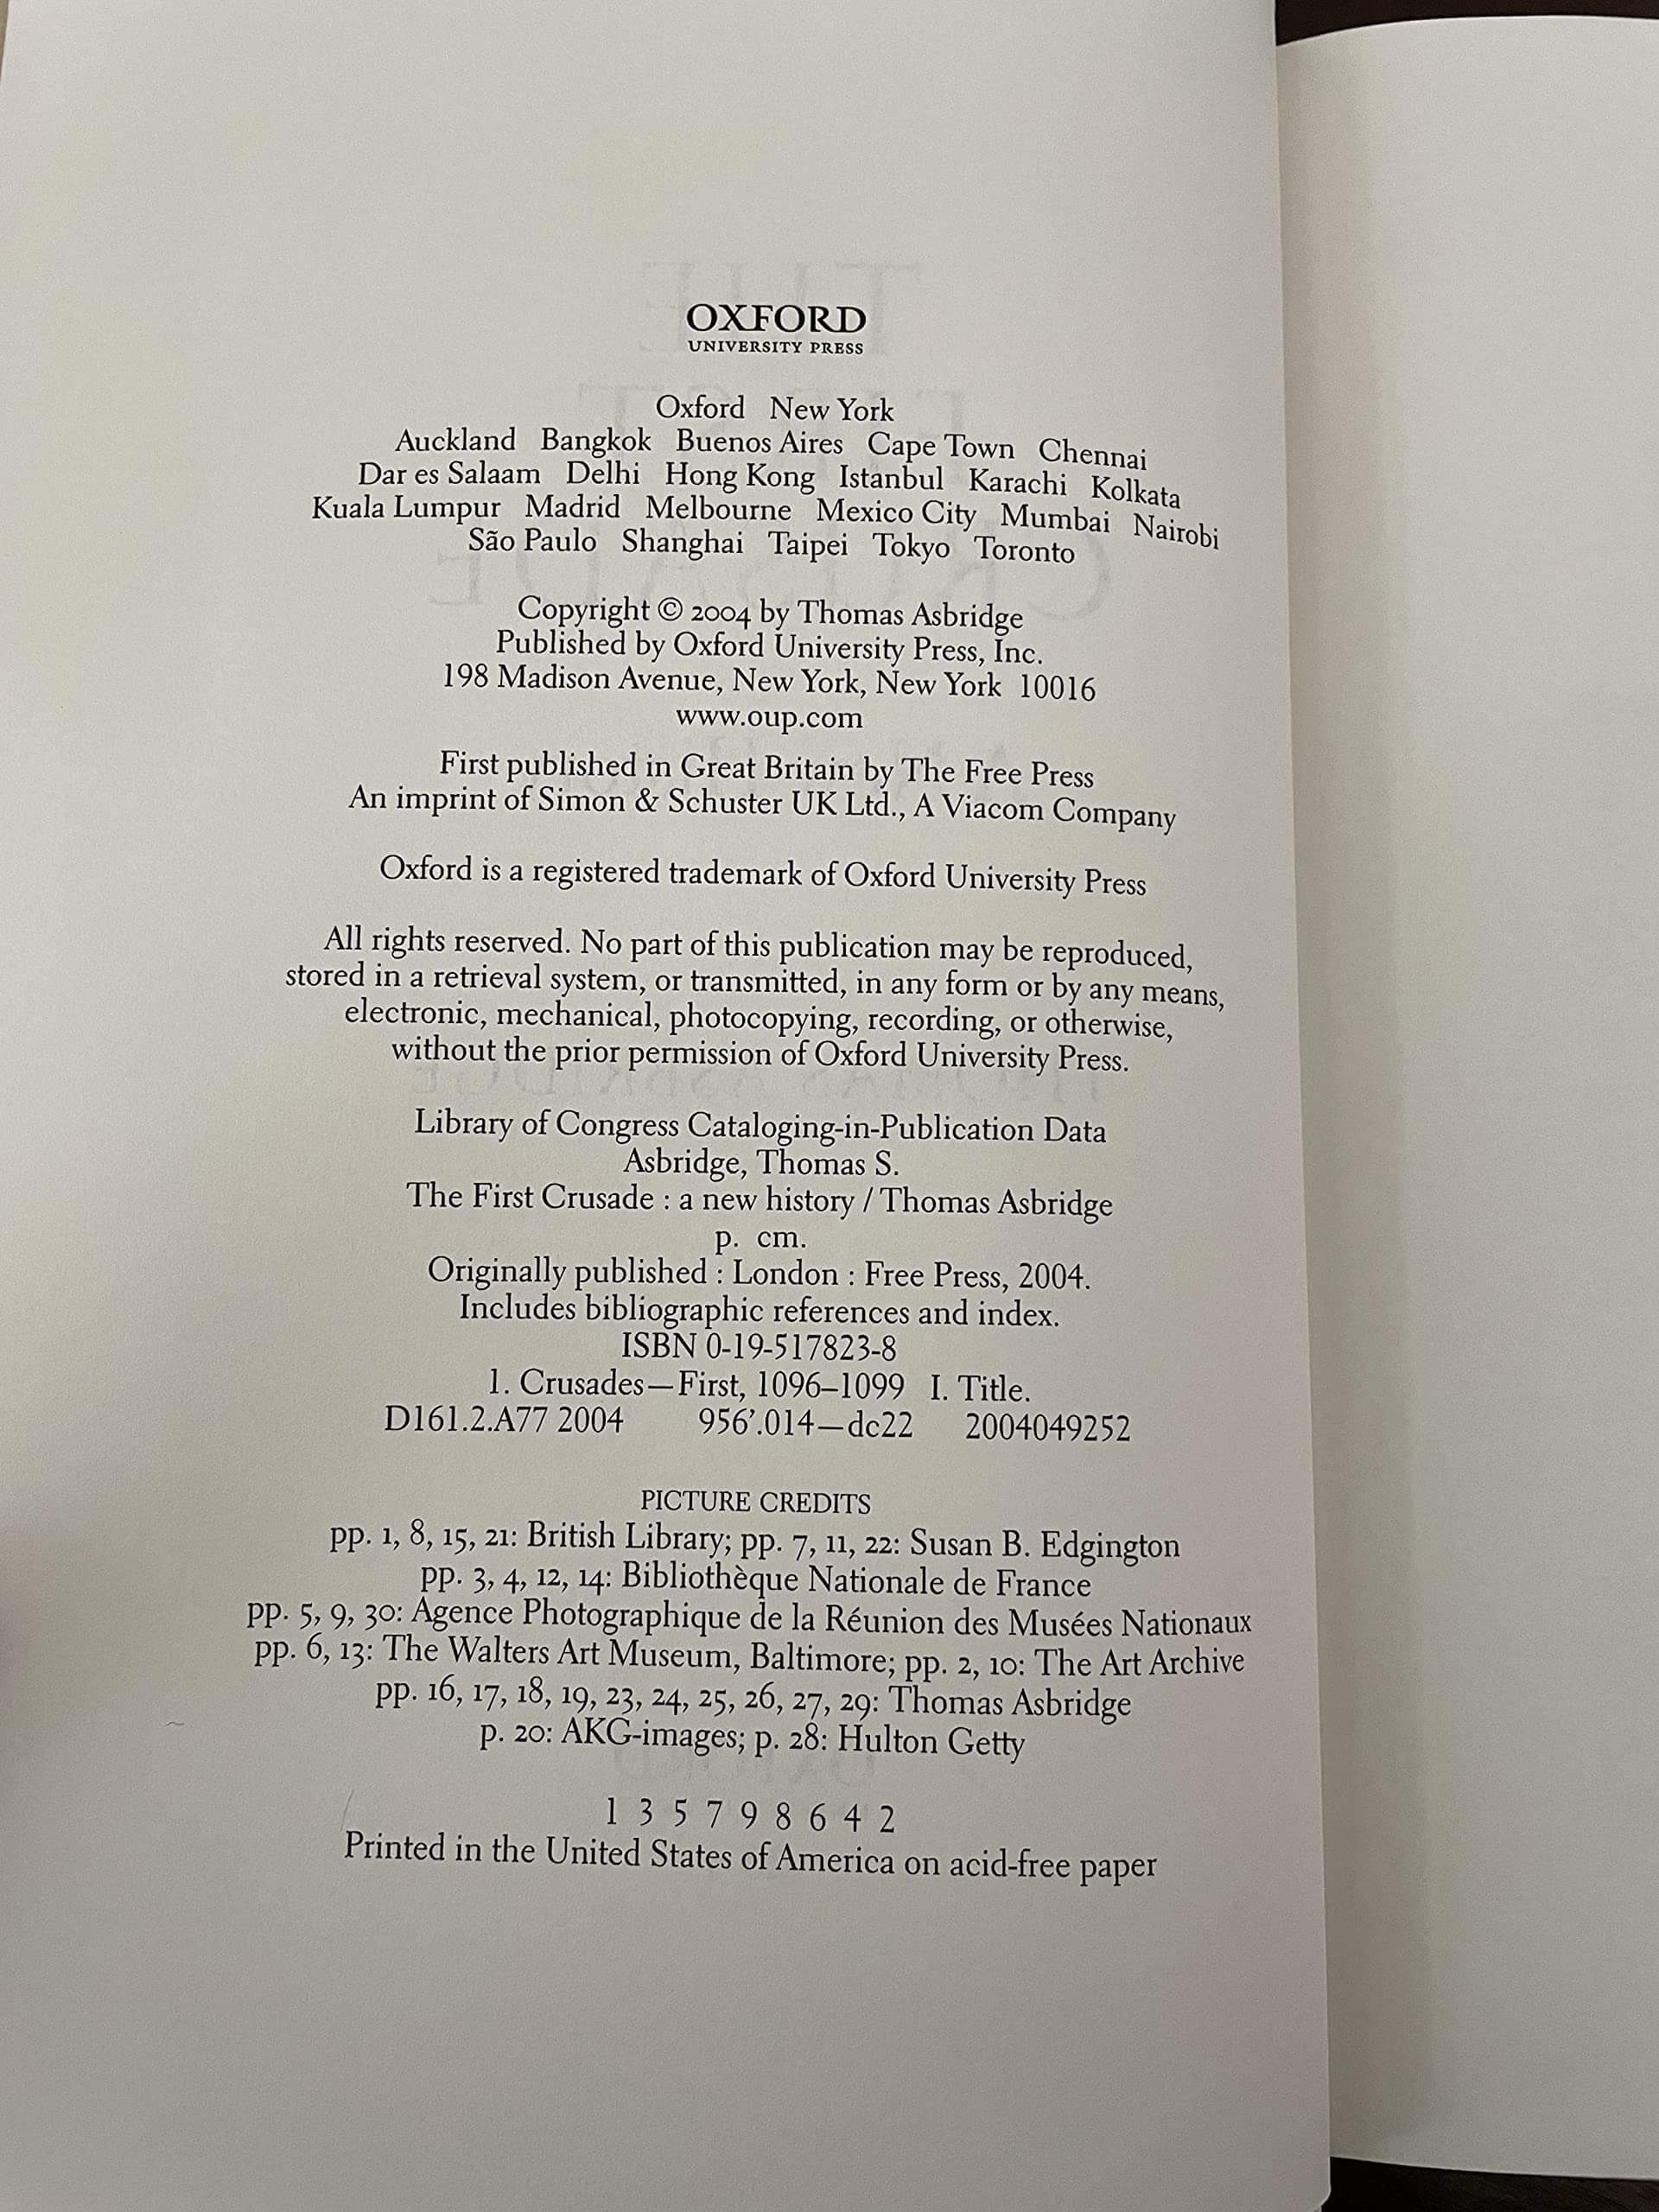 OXFORD
UNIVERSITY PRESS
Oxford New York
Auckland Bangkok Buenos Aires Cape Town Chennai
Dar es Salaam Delhi Hong Kong Istanbul Karachi Kolkata
Kuala Lumpur Madrid Melbourne Mexico City Mumbai Nairobi
São Paulo Shanghai Taipei Tokyo Toronto
Copyright © 2004 by Thomas Asbridge
Published by Oxford University Press, Inc.
198 Madison Avenue, New York, New York 10016
www.oup.com
First published in Great Britain by The Free Press
An imprint of Simon & Schuster UK Ltd., A Viacom Company
Oxford is a registered trademark of Oxford University Press
All rights reserved. No part of this publication may be reproduced,
stored in a retrieval system, or transmitted, in any form or by any means,
electronic, mechanical, photocopying, recording, or otherwise,
without the prior permission of Oxford University Press.
Library of Congress Cataloging-in-Publication Data
Asbridge, Thomas S.
The First Crusade : a new history / Thomas Asbridge
p. cm.
Originally published : London : Free Press, 2004.
Includes bibliographic references and index.
ISBN 0-19-517823-8
1. Crusades—First, 1096–1099 I. Title.
D161.2.A77 2004 956’.014—dc22 2004049252
PICTURE CREDITS
pp. 1, 8, 15, 21: British Library; pp. 7, 11, 22: Susan B. Edgington
pp. 3, 4, 12, 14: Bibliothèque Nationale de France
pp. 5, 9, 30: Agence Photographique de la Réunion des Musées Nationaux
pp. 6, 13: The Walters Art Museum, Baltimore; pp. 2, 10: The Art Archive
pp. 16, 17, 18, 19, 23, 24, 25, 26, 27, 29: Thomas Asbridge
p. 20: AKG-images; p. 28: Hulton Getty
1 3 5 7 9 8 6 4 2
Printed in the United States of America on acid-free paper